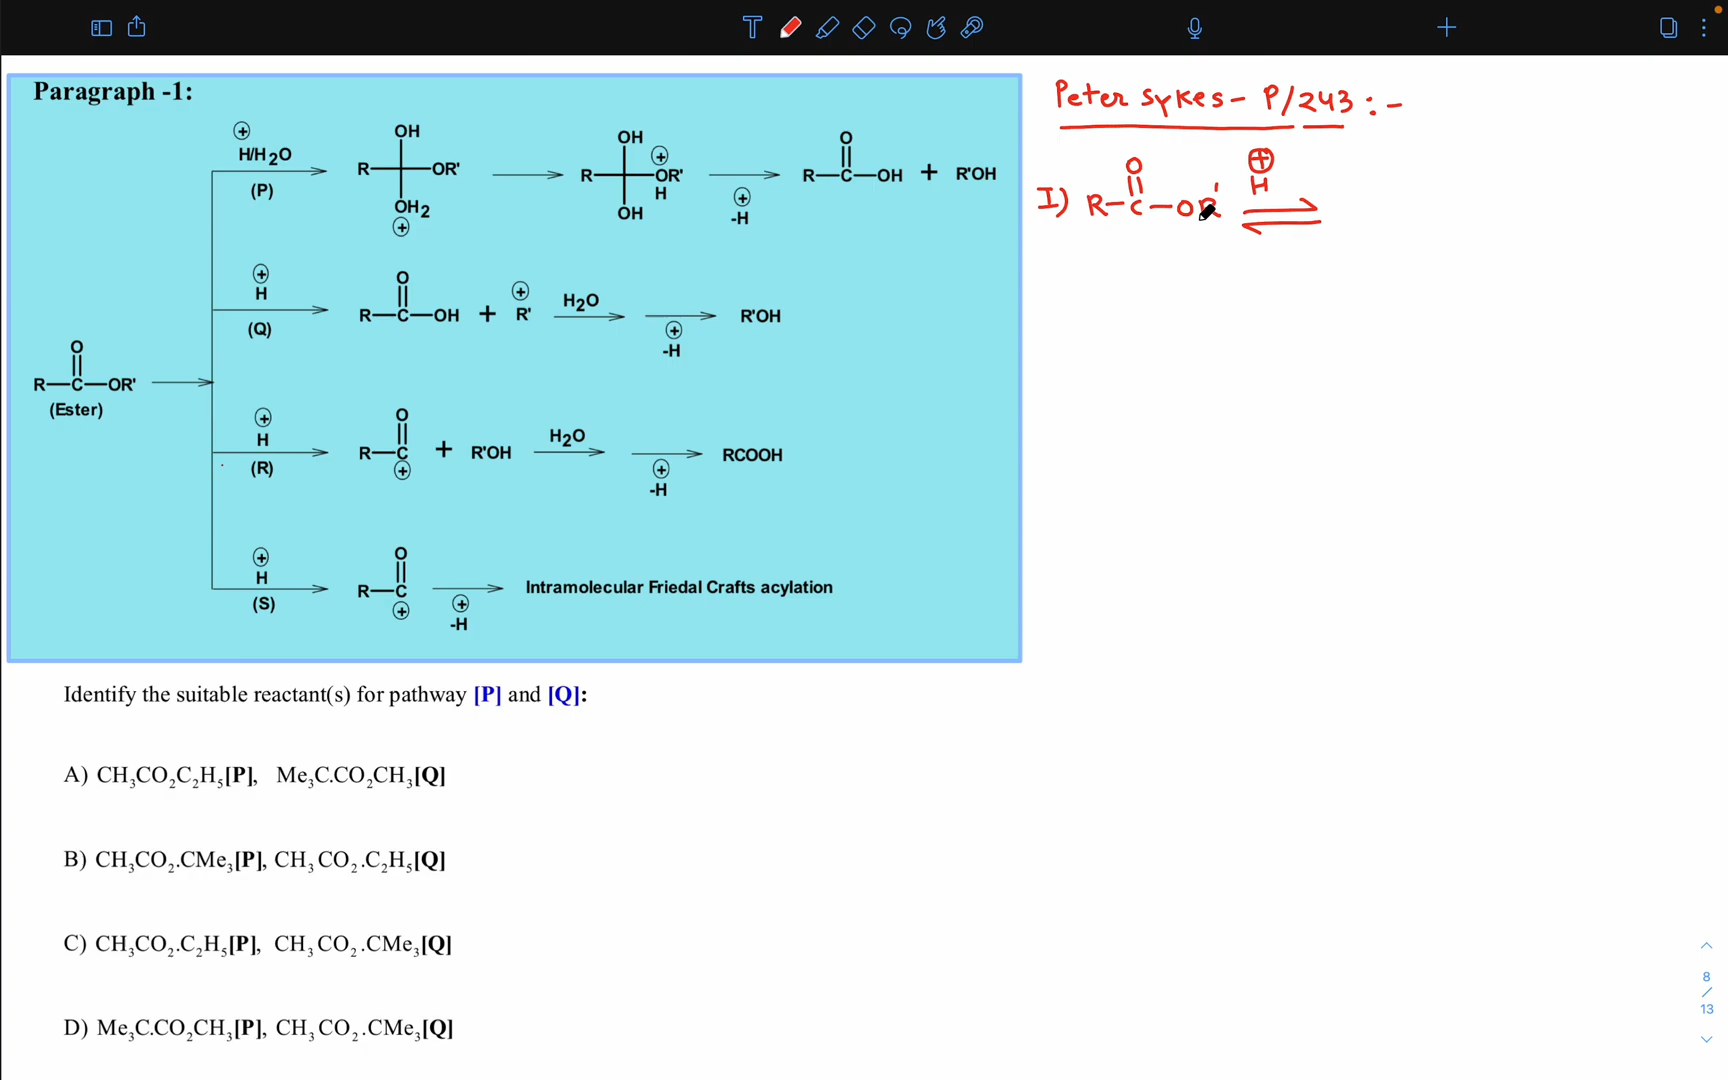 Paragraph -1:
Peter Sykes - P/243 :-
⊕
H/H2O
(P)
OH
R OR'
OH2
⊕
OH
R ⊕ OR'
H
OH
⊕
-H
O
R-C-OH + R'OH
I) R-C-OR' ⊕ H
O
⊕
H
(Q)
O
R-C-OH + ⊕ R'
H2O
⊕
-H
R'OH
O
R-C-OR'
(Ester)
⊕
H
(R)
O
R-C
⊕
+ R'OH
H2O
⊕
-H
RCOOH
⊕
H
(S)
O
R-C
⊕
⊕
-H
Intramolecular Friedal Crafts acylation
Identify the suitable reactant(s) for pathway [P] and [Q]:
A) CH3CO2C2H5[P], Me3C.CO2CH3[Q]
B) CH3CO2.CMe3[P], CH3CO2.C2H5[Q]
C) CH3CO2.C2H5[P], CH3CO2.CMe3[Q]
D) Me3C.CO2CH3[P], CH3CO2.CMe3[Q]
8
/
13